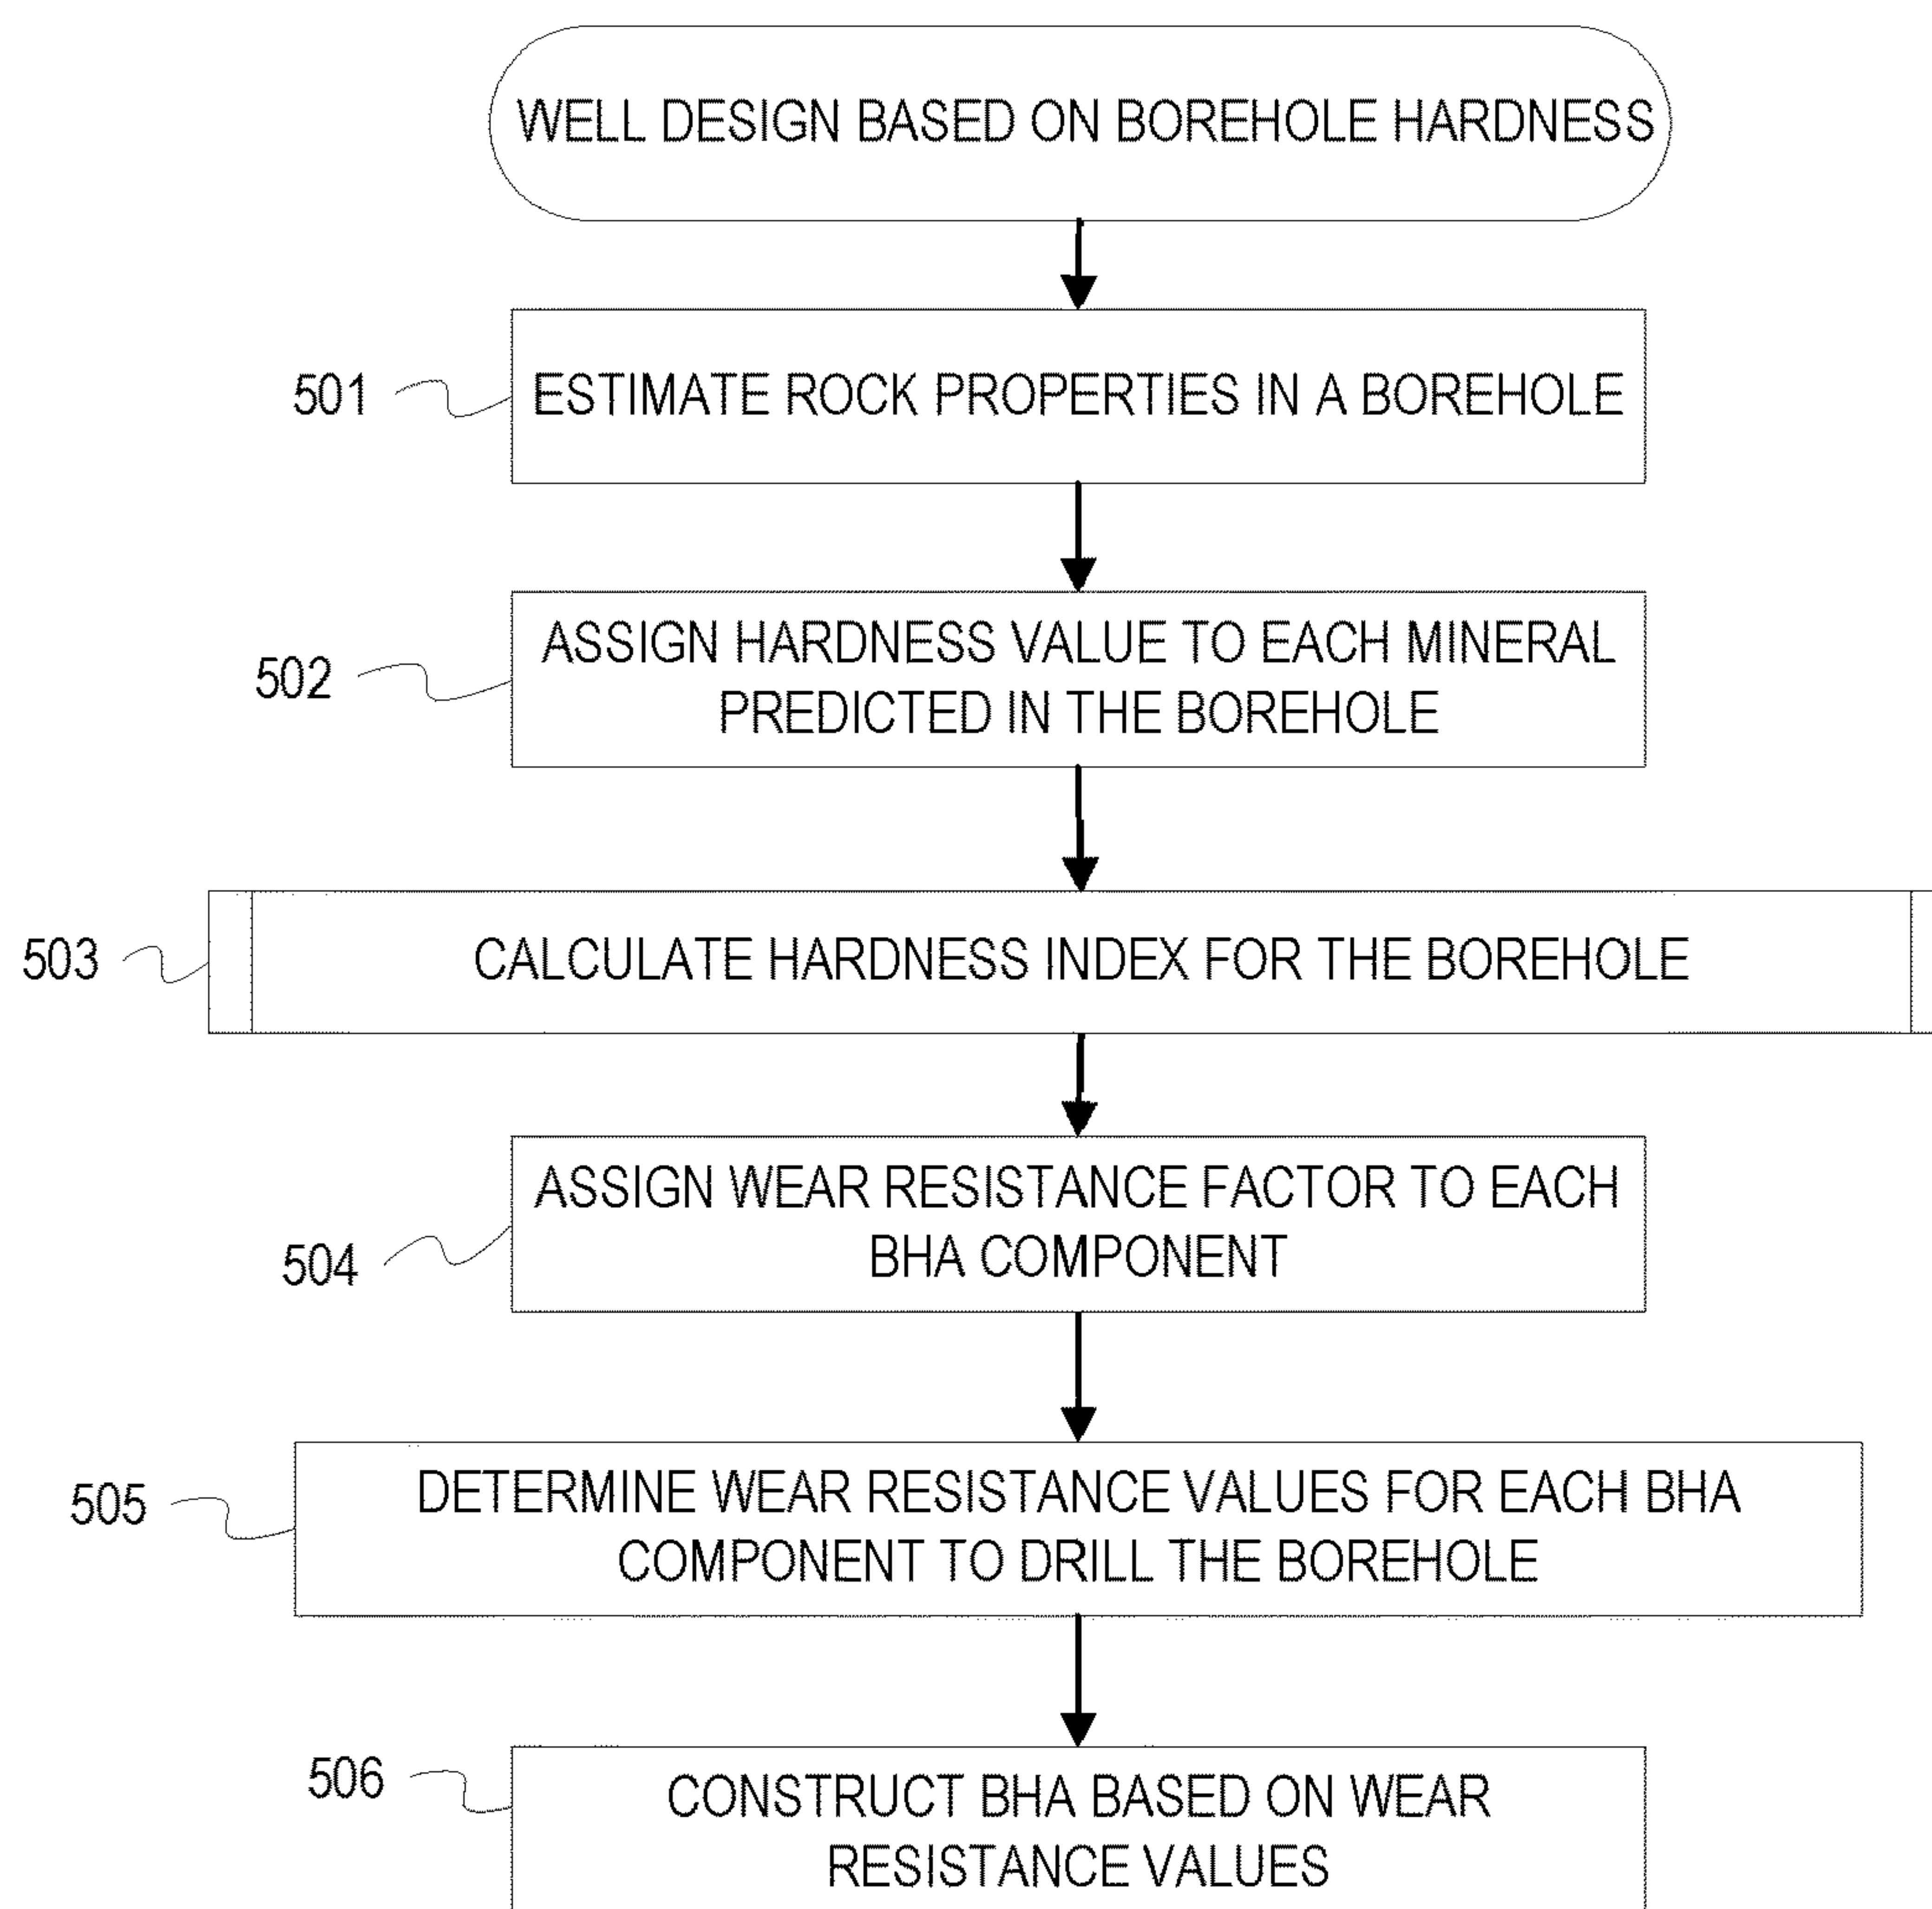 WELL DESIGN BASED ON BOREHOLE HARDNESS
501
ESTIMATE ROCK PROPERTIES IN A BOREHOLE
502
ASSIGN HARDNESS VALUE TO EACH MINERAL
PREDICTED IN THE BOREHOLE
503
CALCULATE HARDNESS INDEX FOR THE BOREHOLE
504
ASSIGN WEAR RESISTANCE FACTOR TO EACH
BHA COMPONENT
505
DETERMINE WEAR RESISTANCE VALUES FOR EACH BHA
COMPONENT TO DRILL THE BOREHOLE
506
CONSTRUCT BHA BASED ON WEAR
RESISTANCE VALUES